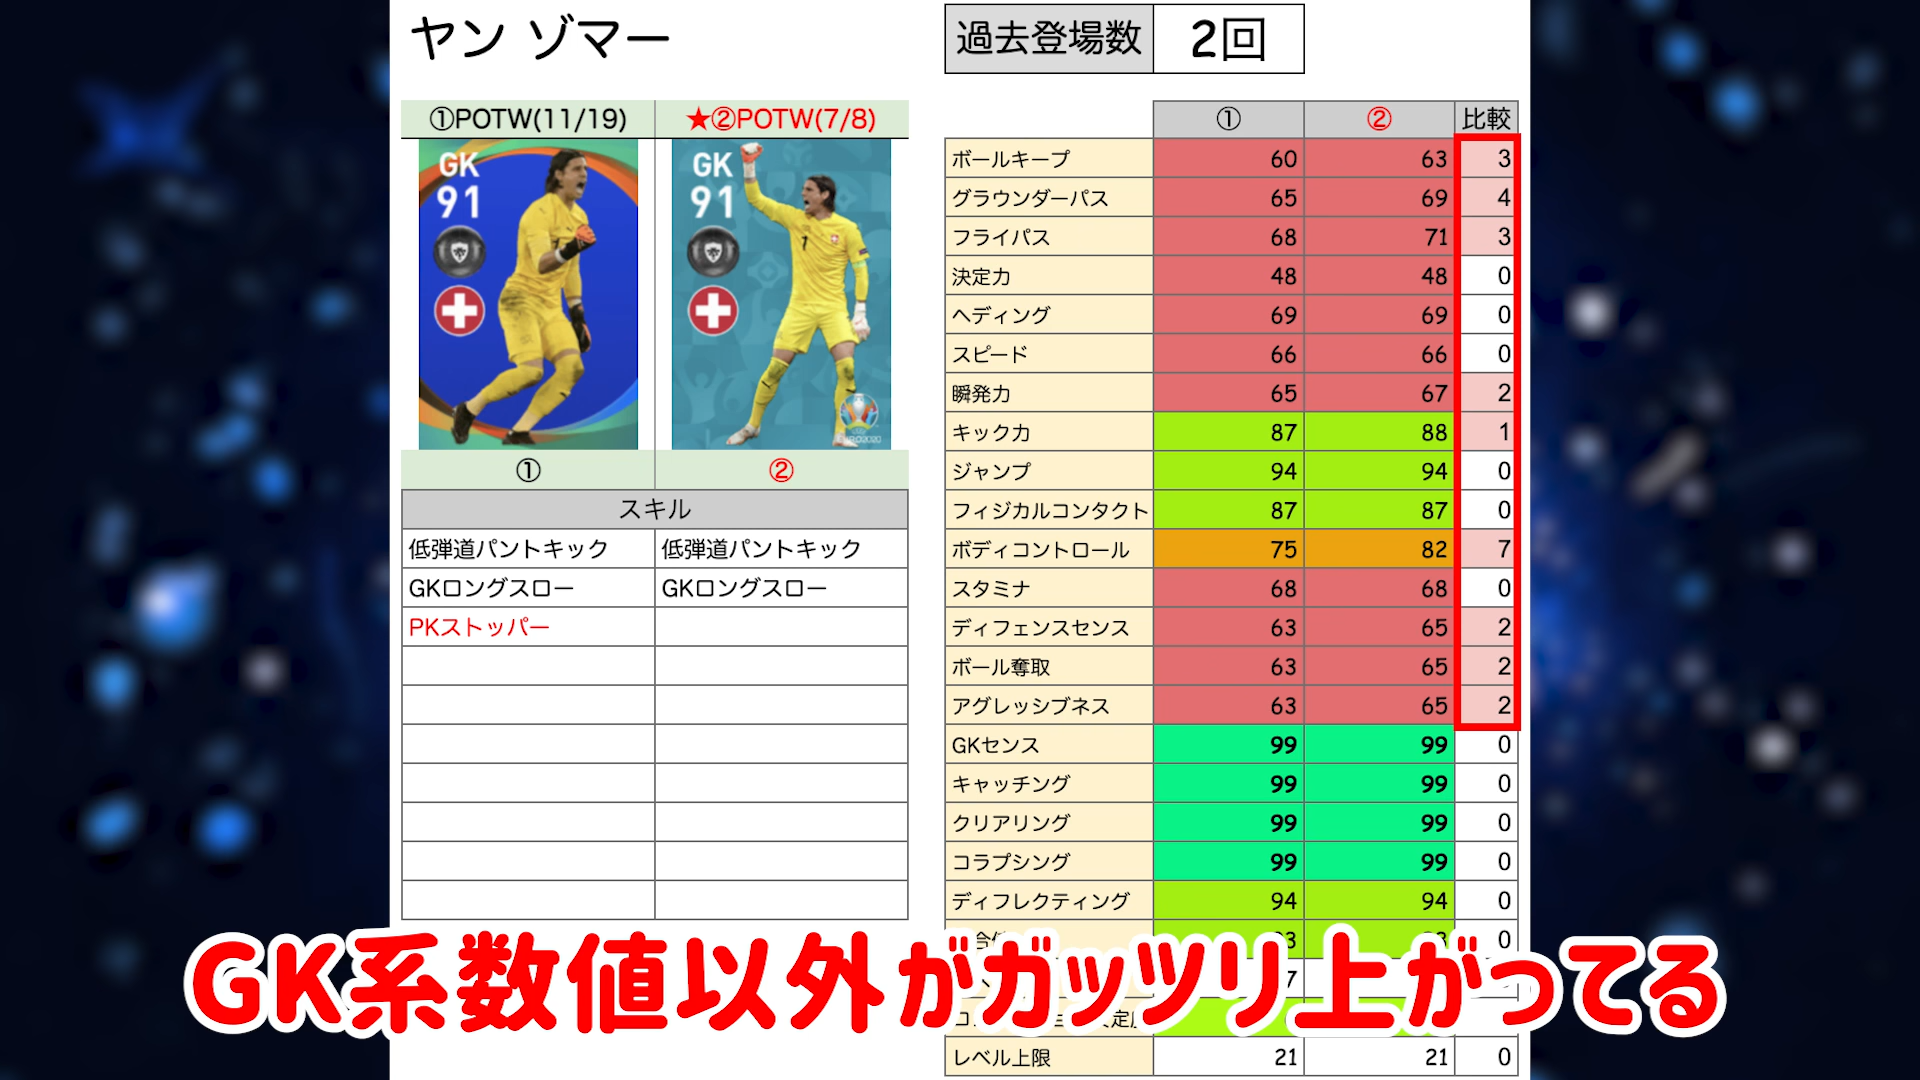 ヤン ゾマー
過去登場数 2回
①POTW(11/19) ★②POTW(7/8)
GK
91
GK
91
EURO2020
① ②
スキル
低弾道パントキック 低弾道パントキック
GKロングスロー GKロングスロー
PKストッパー
① ② 比較
ボールキープ 60 63 3
グラウンダーパス 65 69 4
フライパス 68 71 3
決定力 48 48 0
ヘディング 69 69 0
スピード 66 66 0
瞬発力 65 67 2
キック力 87 88 1
ジャンプ 94 94 0
フィジカルコンタクト 87 87 0
ボディコントロール 75 82 7
スタミナ 68 68 0
ディフェンスセンス 63 65 2
ボール奪取 63 65 2
アグレッシブネス 63 65 2
GKセンス 99 99 0
キャッチング 99 99 0
クリアリング 99 99 0
コラプシング 99 99 0
ディフレクティング 94 94 0
0
GK系数値以外がガッツリ上がってる
レベル上限 21 21 0